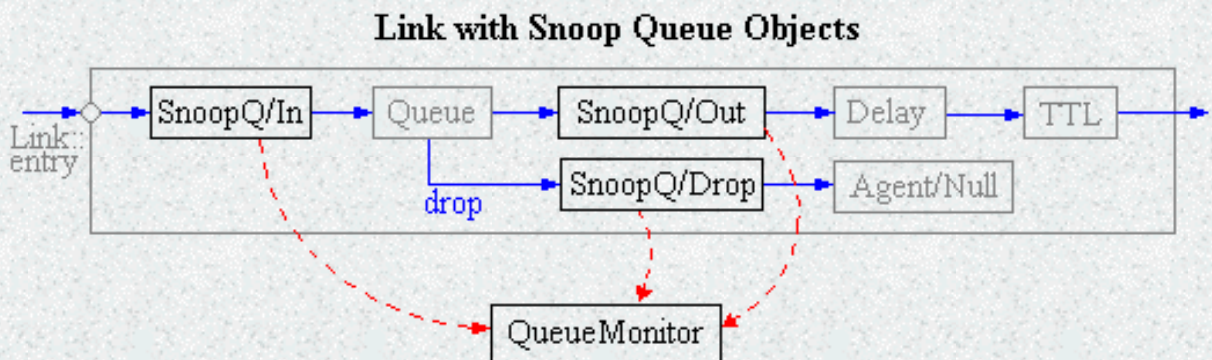 Link with Snoop Queue Objects
SnoopQ/In
Queue
SnoopQ/Out
Delay
TTL
Link::
entry
drop
SnoopQ/Drop
Agent/Null
QueueMonitor